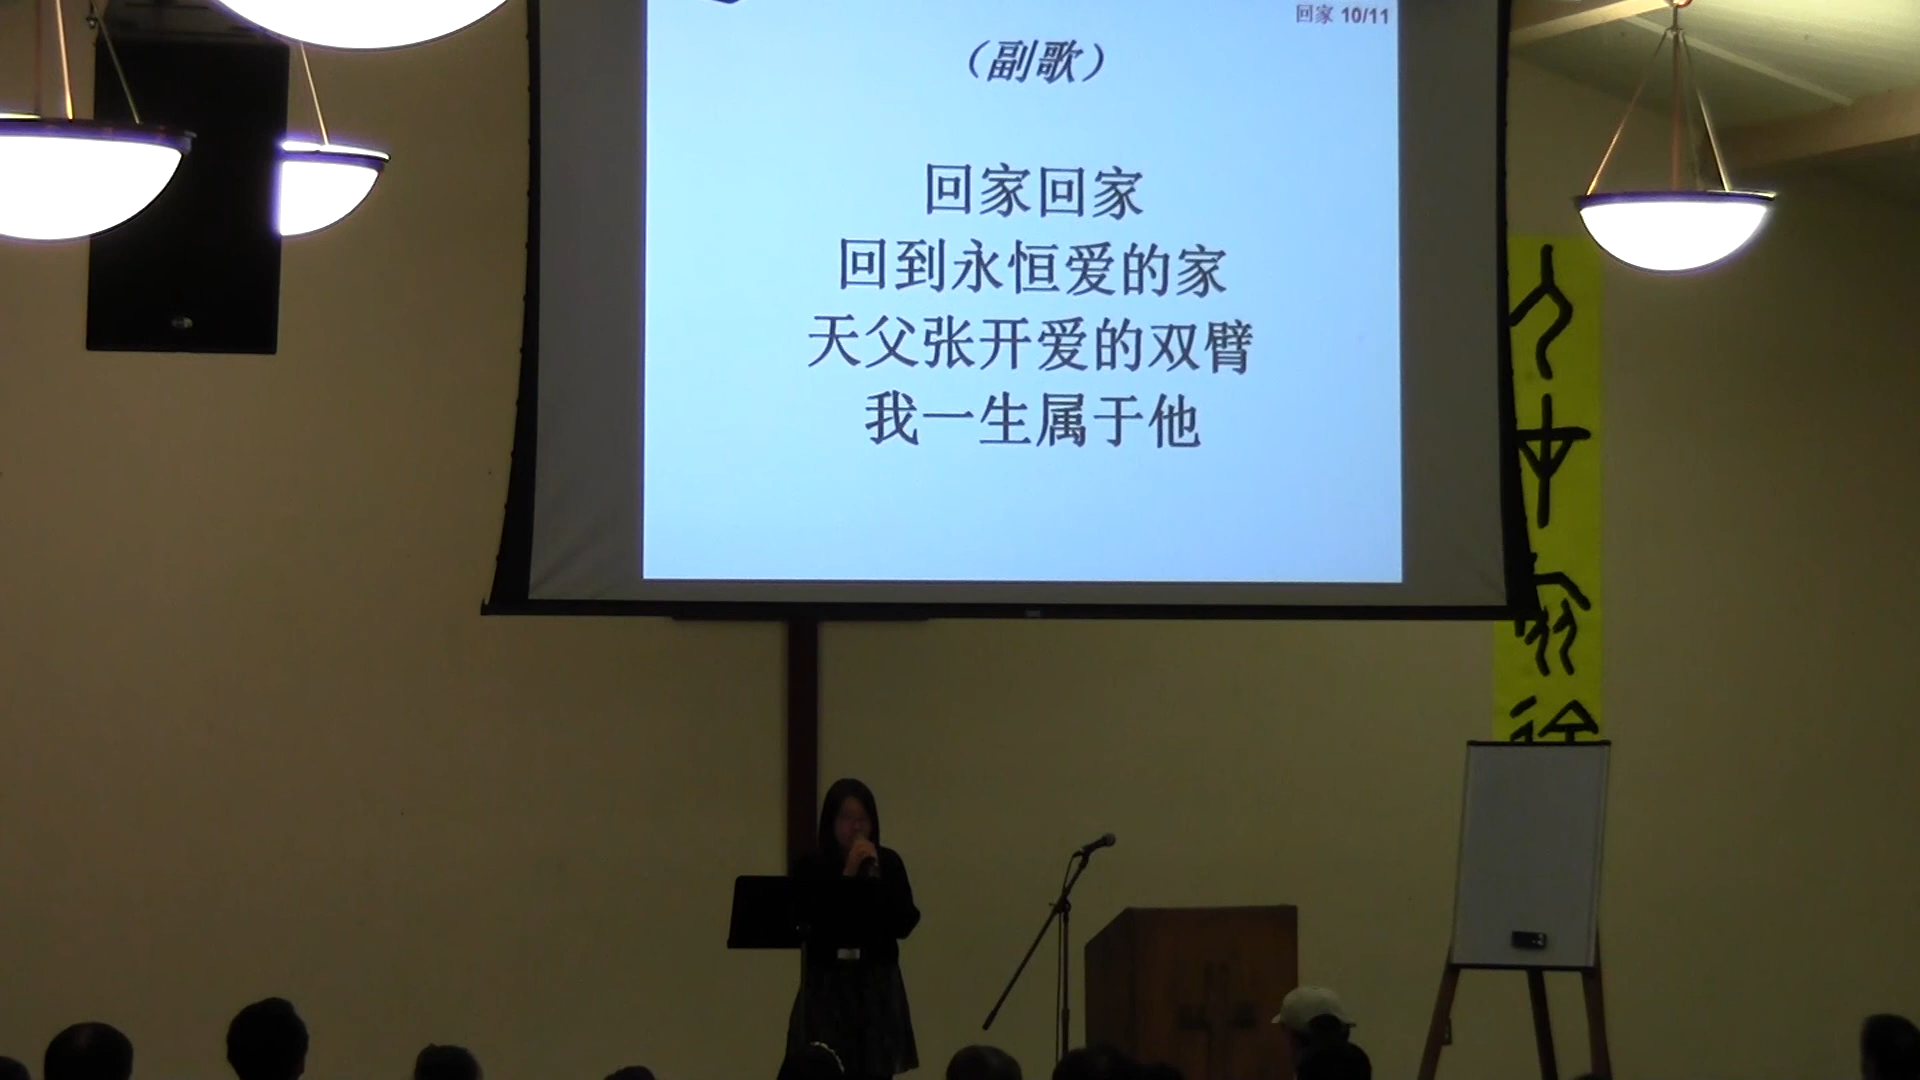 回家 10/11
（副歌）
回家回家
回到永恒爱的家
天父张开爱的双臂
我一生属于他